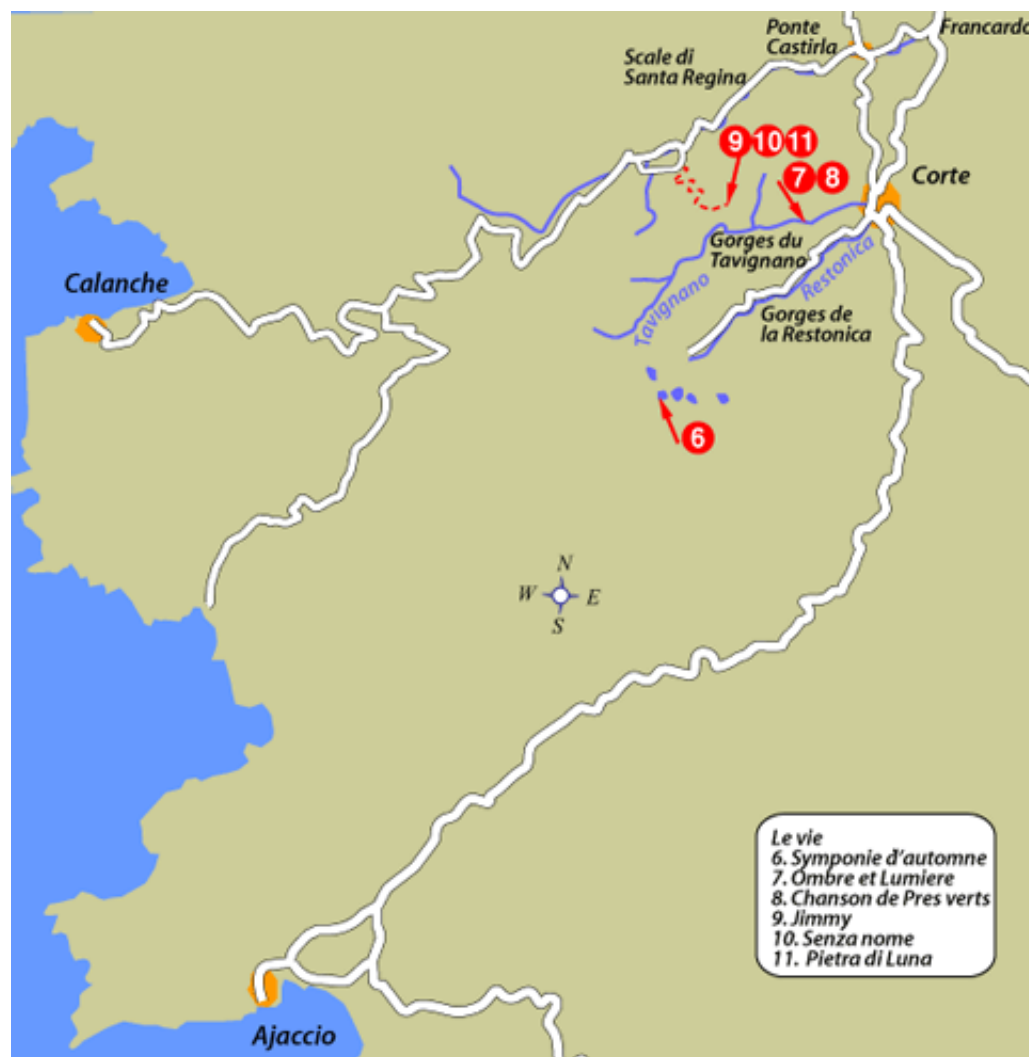 Ponte
Castirla
Francardo
Scale di
Santa Regina
9 10 11
7 8
Corte
Gorges du
Tavignano
Restonica
Calanche
Tavignano
Gorges de
la Restonica
6
N
W E
S
Le vie
6. Symponie d'automne
7. Ombre et Lumiere
8. Chanson de Pres verts
9. Jimmy
10. Senza nome
11. Pietra di Luna
Ajaccio